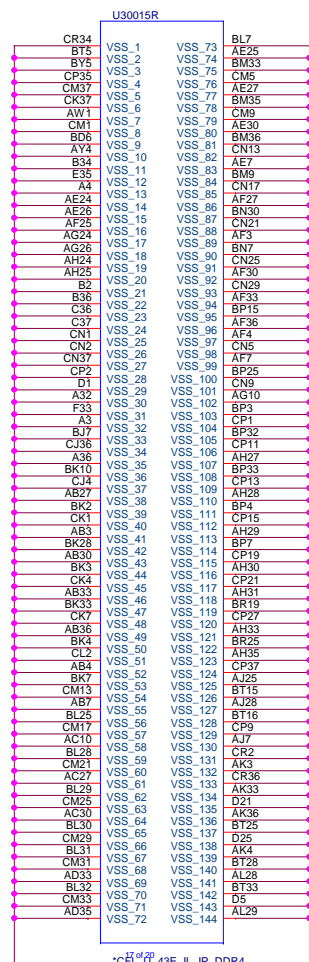 U30015R
CR34 VSS_1 VSS_73 BL7
BT5 VSS_2 VSS_74 AE25
BY5 VSS_3 VSS_75 BM33
CP35 VSS_4 VSS_76 CM5
CM37 VSS_5 VSS_77 AE27
CK37 VSS_6 VSS_78 BM35
AW1 VSS_7 VSS_79 CM9
CM1 VSS_8 VSS_80 AE30
BD6 VSS_9 VSS_81 BM36
AY4 VSS_10 VSS_82 CN13
B34 VSS_11 VSS_83 AE7
E35 VSS_12 VSS_84 BM9
A4 VSS_13 VSS_85 CN17
AE24 VSS_14 VSS_86 AF27
AE26 VSS_15 VSS_87 BN30
AF25 VSS_16 VSS_88 CN21
AG24 VSS_17 VSS_89 AF3
AG26 VSS_18 VSS_90 BN7
AH24 VSS_19 VSS_91 CN25
AH25 VSS_20 VSS_92 AF30
B2 VSS_21 VSS_93 CN29
B36 VSS_22 VSS_94 AF33
C36 VSS_23 VSS_95 BP15
C37 VSS_24 VSS_96 AF36
CN1 VSS_25 VSS_97 AF4
CN2 VSS_26 VSS_98 CN5
CN37 VSS_27 VSS_99 AF7
CP2 VSS_28 VSS_100 BP25
D1 VSS_29 VSS_101 CN9
A32 VSS_30 VSS_102 AG10
F33 VSS_31 VSS_103 BP3
A3 VSS_32 VSS_104 CP1
BJ7 VSS_33 VSS_105 BP32
CJ36 VSS_34 VSS_106 CP11
A36 VSS_35 VSS_107 AH27
BK10 VSS_36 VSS_108 BP33
CJ4 VSS_37 VSS_109 CP13
AB27 VSS_38 VSS_110 AH28
BK2 VSS_39 VSS_111 BP4
CK1 VSS_40 VSS_112 CP15
AB3 VSS_41 VSS_113 AH29
BK28 VSS_42 VSS_114 BP7
AB30 VSS_43 VSS_115 CP19
BK3 VSS_44 VSS_116 AH30
CK4 VSS_45 VSS_117 CP21
AB33 VSS_46 VSS_118 AH31
BK33 VSS_47 VSS_119 BR19
CK7 VSS_48 VSS_120 CP27
AB36 VSS_49 VSS_121 AH33
BK4 VSS_50 VSS_122 BR25
CL2 VSS_51 VSS_123 AH35
AB4 VSS_52 VSS_124 CP37
BK7 VSS_53 VSS_125 AJ25
CM13 VSS_54 VSS_126 BT15
AB7 VSS_55 VSS_127 AJ28
BL25 VSS_56 VSS_128 BT16
CM17 VSS_57 VSS_129 CP9
AC10 VSS_58 VSS_130 AJ7
BL28 VSS_59 VSS_131 CR2
CM21 VSS_60 VSS_132 AK3
AC27 VSS_61 VSS_133 CR36
BL29 VSS_62 VSS_134 AK33
CM25 VSS_63 VSS_135 D21
AC30 VSS_64 VSS_136 AK36
BL30 VSS_65 VSS_137 BT25
CM29 VSS_66 VSS_138 D25
BL31 VSS_67 VSS_139 AK4
CM31 VSS_68 VSS_140 BT28
AD33 VSS_69 VSS_141 AL28
BL32 VSS_70 VSS_142 BT33
CM33 VSS_71 VSS_143 D5
AD35 VSS_72 VSS_144 AL29
17 of 20